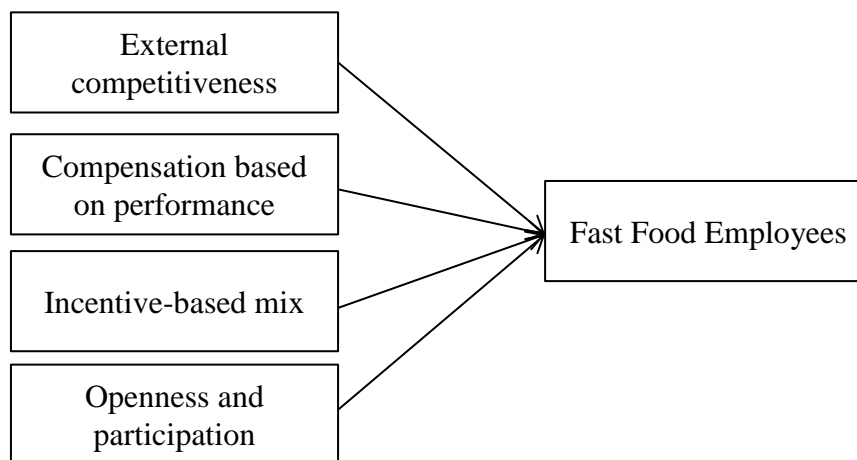 External
competitiveness
Compensation based
on performance
Fast Food Employees
Incentive-based mix
Openness and
participation